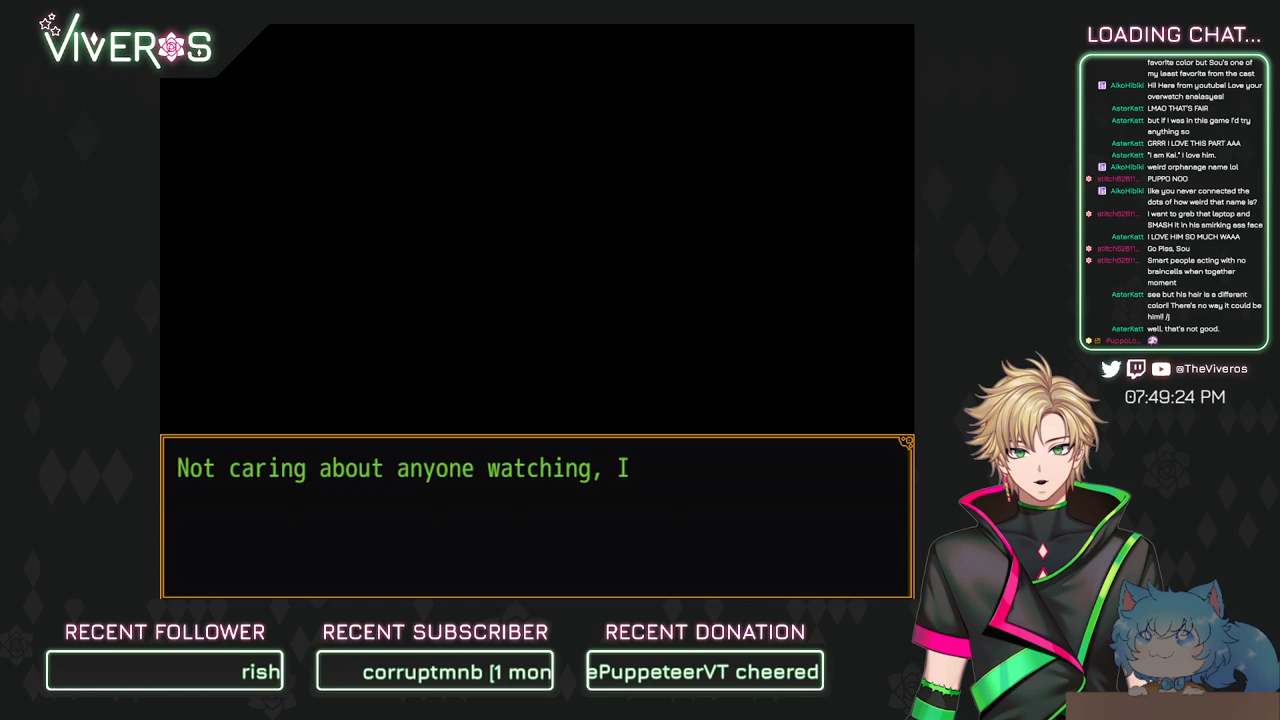 VIVEROS
LOADING CHAT...
favorite color but Sou's one of
my least favorite from the cast
AikoHibiki Hi! Here from youtube! Love your
overwatch analasyes!
AsterKatt LMAO THAT'S FAIR
AsterKatt but if I was in this game I'd try
anything so
AsterKatt GRRR I LOVE THIS PART AAA
AsterKatt "I am Kai." I love him.
AikoHibiki weird orphanage name lol
stitch62611... PUPPO NOO
AikoHibiki like you never connected the
dots of how weird that name is?
stitch62611... I want to grab that laptop and
SMASH it in his smirking ass face
AsterKatt I LOVE HIM SO MUCH WAAA
stitch62611... Go Piss, Sou
stitch62611... Smart people acting with no
braincells when together
moment
AsterKatt see but his hair is a different
color!! There's no way it could be
him!! /j
AsterKatt well. that's not good.
PuppoLo...
@TheViveros
07:49:24 PM
Not caring about anyone watching, I
RECENT FOLLOWER
RECENT SUBSCRIBER
RECENT DONATION
rish
corruptmnb [1 mon
ePuppeteerVT cheered